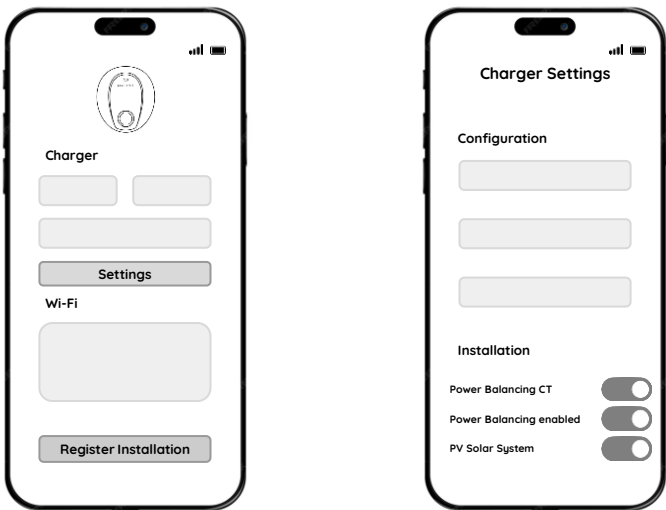 Charger
Settings
Wi-Fi
Register Installation
Charger Settings
Configuration
Installation
Power Balancing CT
Power Balancing enabled
PV Solar System